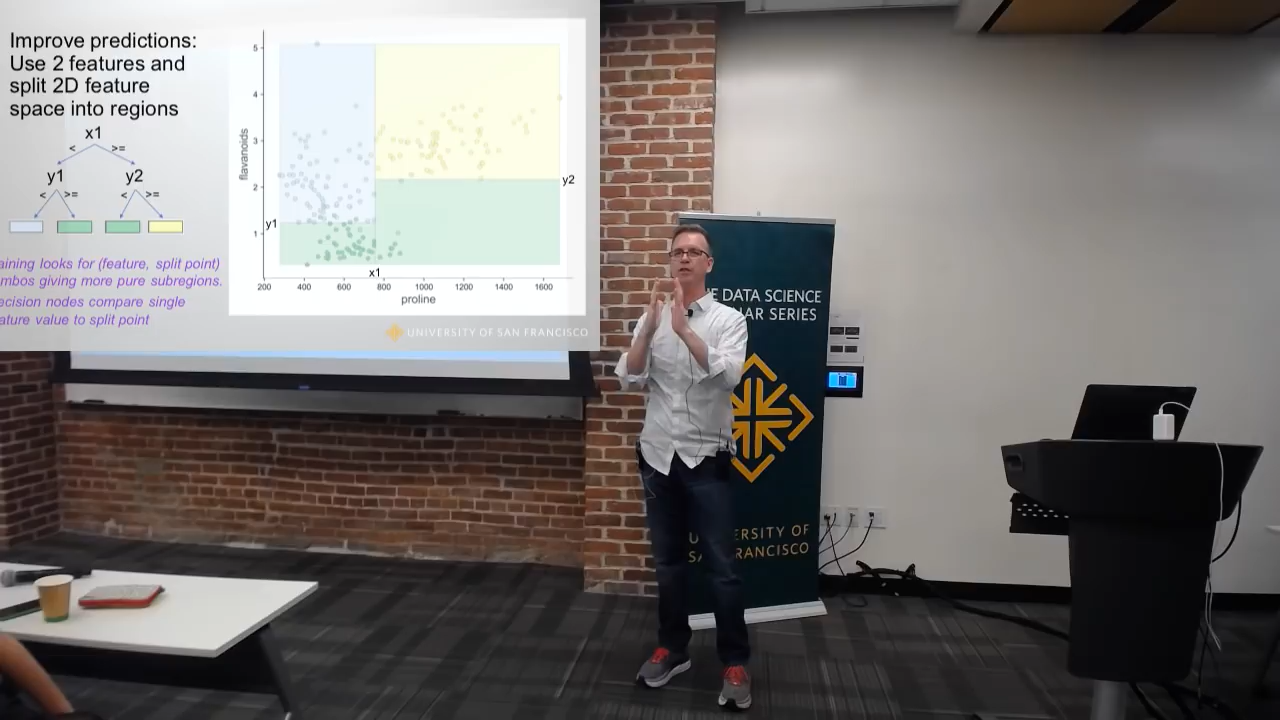 Improve predictions:
Use 2 features and
split 2D feature
space into regions
x1
< >=
y1 y2
< >= < >=
aining looks for (feature, split point)
mbos giving more pure subregions.
ecision nodes compare single
ature value to split point
5
4
3
2
1
flavanoids
y1
y2
x1
200 400 600 800 1000 1200 1400 1600
proline
UNIVERSITY OF SAN FRANCISCO
E DATA SCIENCE
NAR SERIES
ERSITY OF
SA RANCISCO